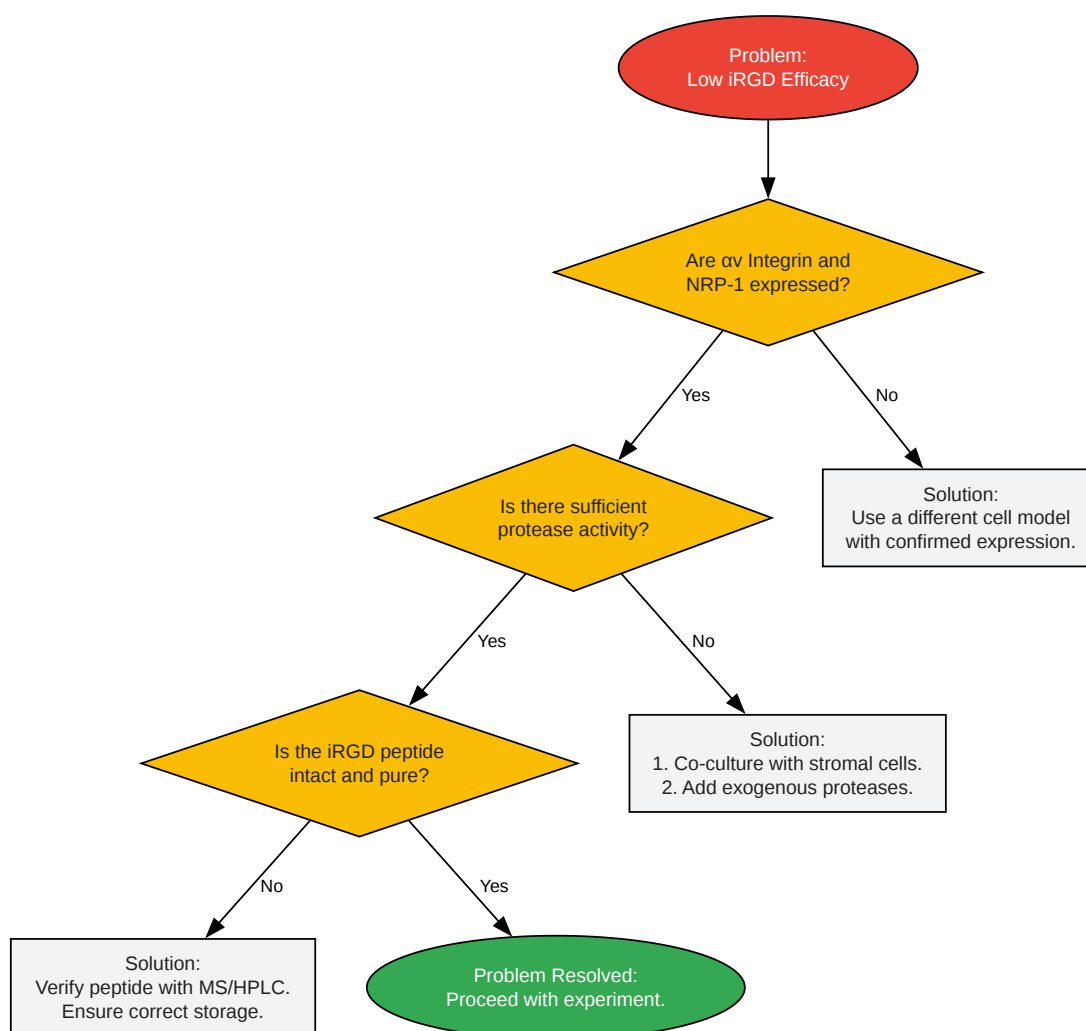 Problem:
Low iRGD Efficacy
Are αv Integrin and
NRP-1 expressed?
Yes
No
Is there sufficient
protease activity?
Solution:
Use a different cell model
with confirmed expression.
Yes
No
Is the iRGD peptide
intact and pure?
Solution:
1. Co-culture with stromal cells.
2. Add exogenous proteases.
No
Yes
Solution:
Verify peptide with MS/HPLC.
Ensure correct storage.
Problem Resolved:
Proceed with experiment.